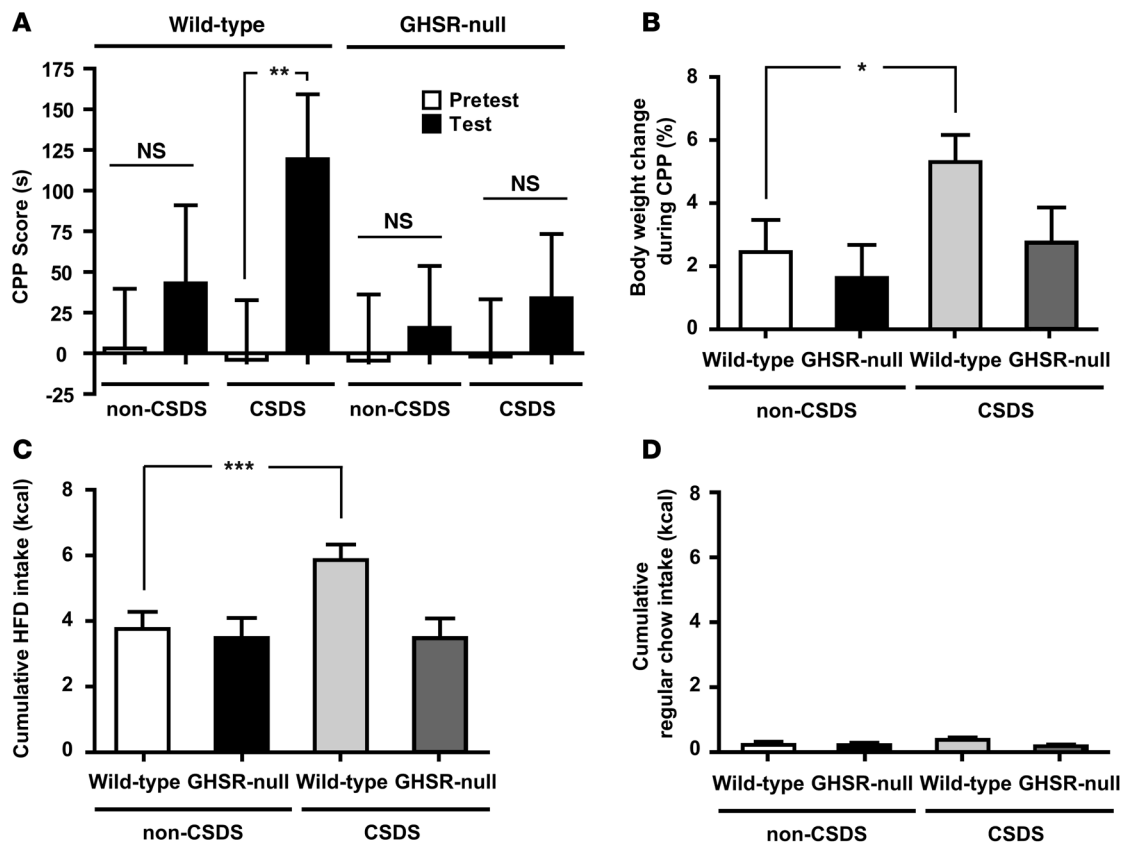 A
Wild-type GHSR-null
CPP Score (s)
175
150
125
100
75
50
25
0
-25
NS
**
NS
NS
Pretest
Test
non-CSDS CSDS non-CSDS CSDS
B
Body weight change
during CPP (%)
8
6
4
2
0
*
Wild-type GHSR-null Wild-type GHSR-null
non-CSDS CSDS
C
Cumulative HFD intake (kcal)
8
6
4
2
0
***
Wild-type GHSR-null Wild-type GHSR-null
non-CSDS CSDS
D
Cumulative
regular chow intake (kcal)
8
6
4
2
0
Wild-type GHSR-null Wild-type GHSR-null
non-CSDS CSDS